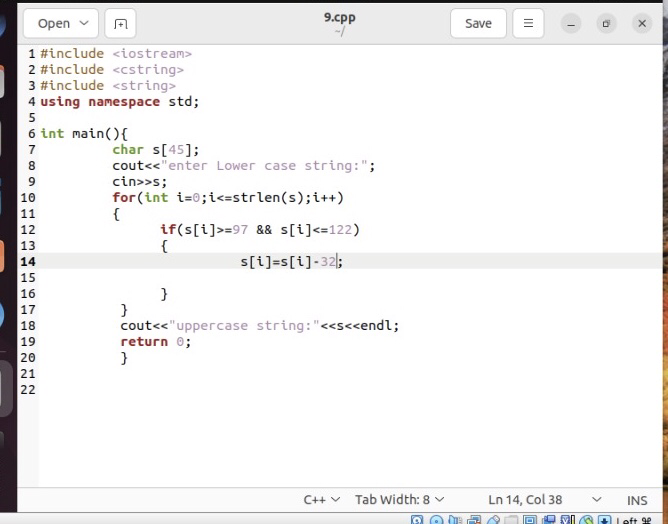 Open
9.cpp
~/
Save
1 #include <iostream>
2 #include <cstring>
3 #include <string>
4 using namespace std;
5
6 int main(){
7 char s[45];
8 cout<<"enter Lower case string:";
9 cin>>s;
10 for(int i=0;i<=strlen(s);i++)
11 {
12 if(s[i]>=97 && s[i]<=122)
13 {
14 s[i]=s[i]-32;
15
16 }
17 }
18 cout<<"uppercase string:"<<s<<endl;
19 return 0;
20 }
21
22
C++ Tab Width: 8 Ln 14, Col 38 INS
Left ⌘